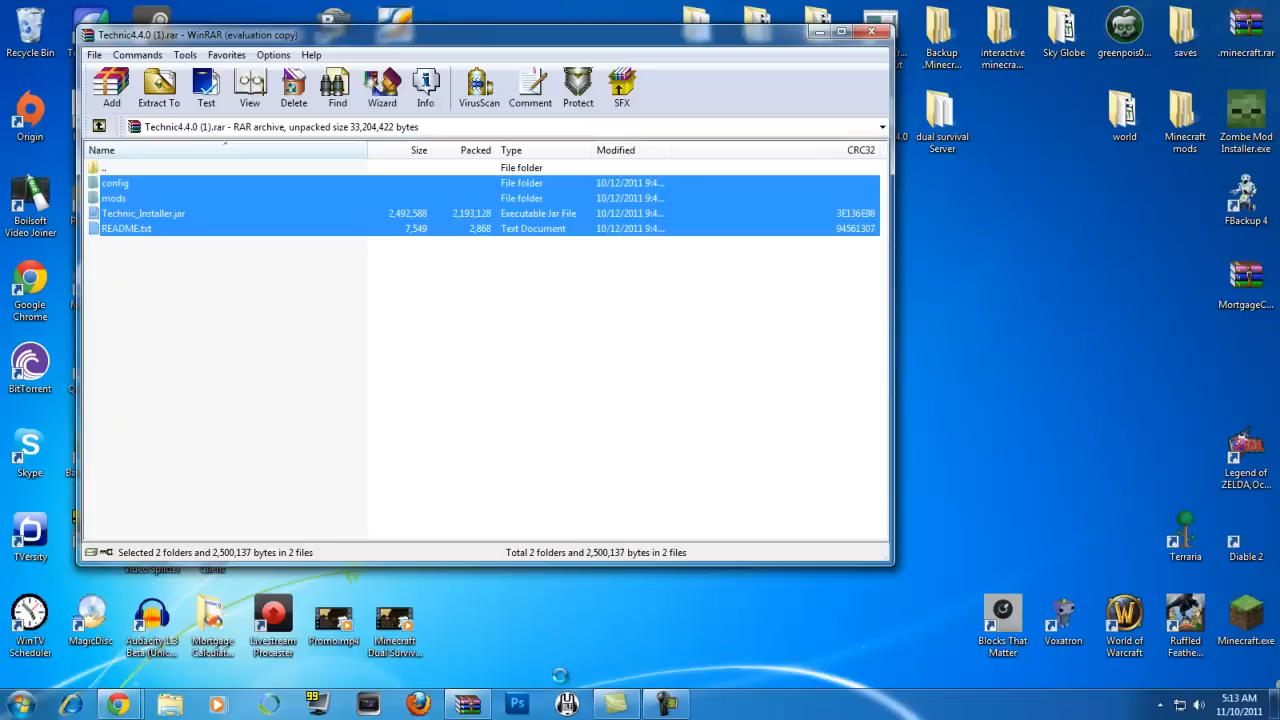 Technic4.4.0 (1).rar - WinRAR (evaluation copy)
File Commands Tools Favorites Options Help
Add Extract To Test View Delete Find Wizard Info VirusScan Comment Protect SFX
Technic4.4.0 (1).rar - RAR archive, unpacked size 33,204,422 bytes
Name Size Packed Type Modified CRC32
.. File folder
config File folder 10/12/2011 9:4...
mods File folder 10/12/2011 9:4...
Technic_Installer.jar 2,492,588 2,193,128 Executable Jar File 10/12/2011 9:4... 3E136E98
README.txt 7,549 2,868 Text Document 10/12/2011 9:4... 94561307
Selected 2 folders and 2,500,137 bytes in 2 files Total 2 folders and 2,500,137 bytes in 2 files
Recycle Bin
Origin
Boilsoft
Video Joiner
Google
Chrome
BitTorrent
Skype
TVersity
WinTV
Scheduler
MagicDisc
Audacity 1.3
Beta (Unic...
Mortgage
Calculat...
Livestream
Procaster
Promo.mp4
Minecraft
Dual Surviv...
Video Splitter
Client
Backup
.Minecr...
interactive
minecra...
Sky Globe
greenpois0...
saves
.minecraft.rar
dual survival
Server
world
Minecraft
mods
Zombe Mod
Installer.exe
FBackup 4
MortgageC...
Legend of
ZELDA,Oc...
Terraria
Diable 2
Blocks That
Matter
Voxatron
World of
Warcraft
Ruffled
Feathe...
Minecraft.exe
99
Ps
5:13 AM
11/10/2011